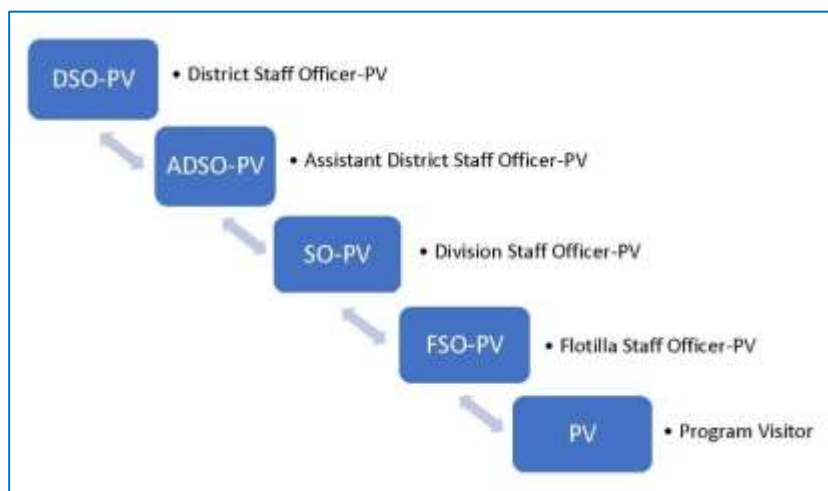 DSO-PV
• District Staff Officer-PV
ADSO-PV
• Assistant District Staff Officer-PV
SO-PV
• Division Staff Officer-PV
FSO-PV
• Flotilla Staff Officer-PV
PV
• Program Visitor